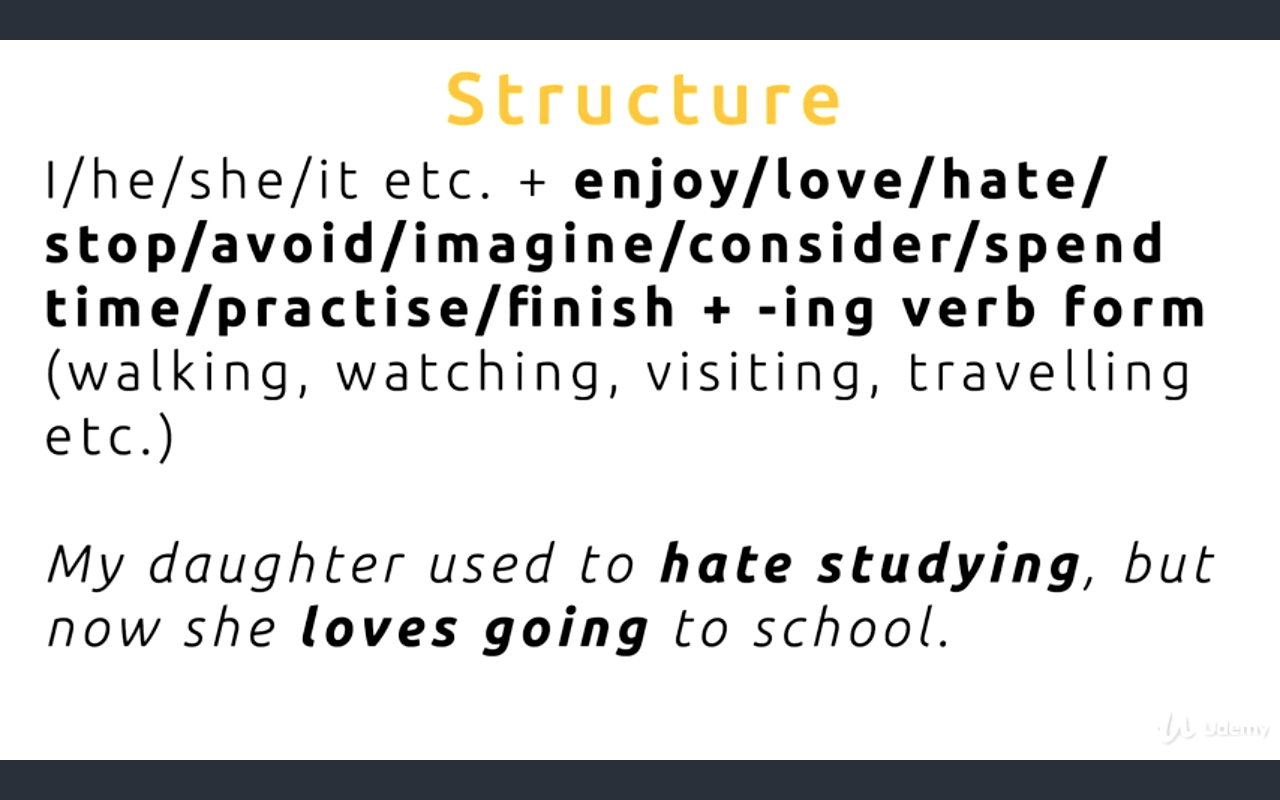 Structure
I/he/she/it etc. + enjoy/love/hate/
stop/avoid/imagine/consider/spend
time/practise/finish + -ing verb form
(walking, watching, visiting, travelling
etc.)
My daughter used to hate studying, but
now she loves going to school.
Udemy